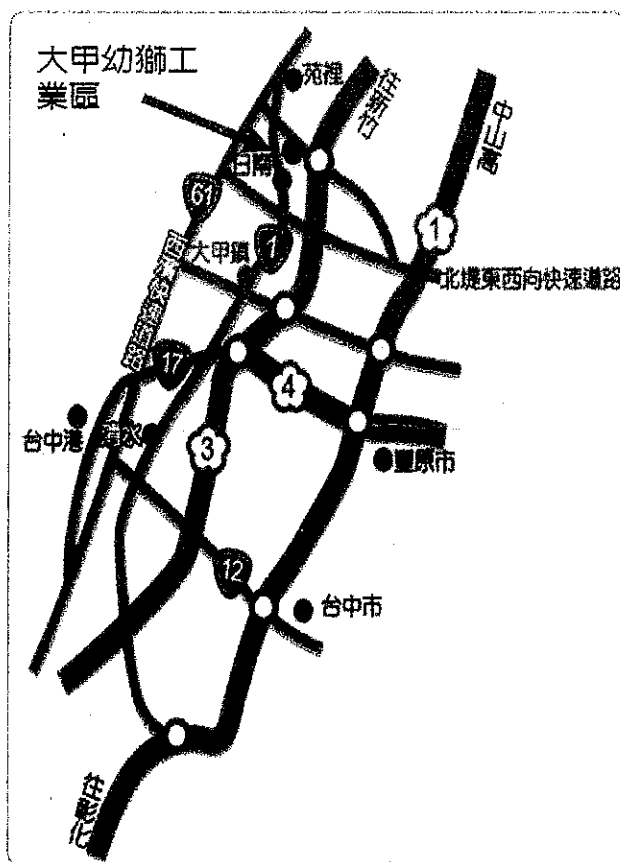 大甲幼獅工
業區
苑裡
往新竹
中山高
日南
61
1
1
大甲鎮
西濱快速道路
北堤東西向快速道路
17
4
台中港
清水
3
豐原市
12
台中市
往彰化